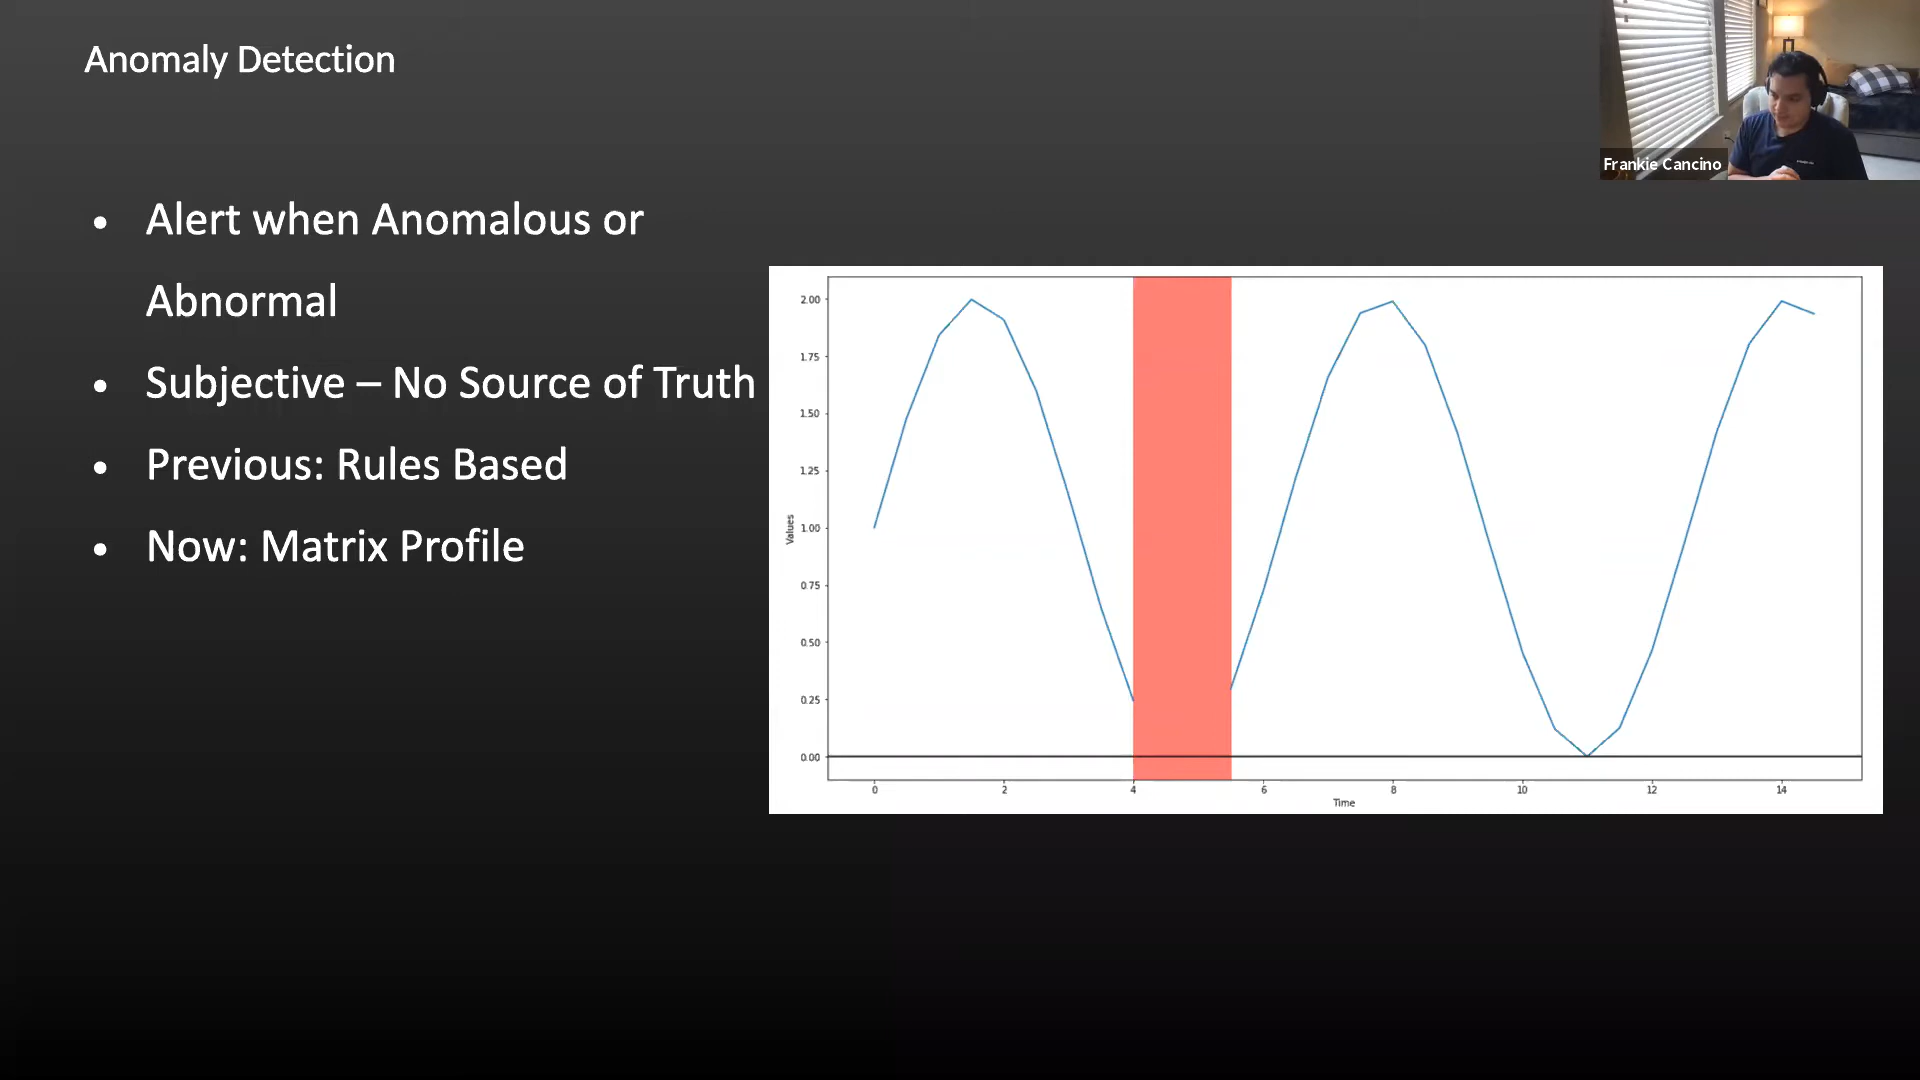 Anomaly Detection
Frankie Cancino
• Alert when Anomalous or
Abnormal
• Subjective – No Source of Truth
• Previous: Rules Based
• Now: Matrix Profile
2.00
1.75
1.50
1.25
1.00
0.75
0.50
0.25
0.00
Values
0 2 4 6 8 10 12 14
Time